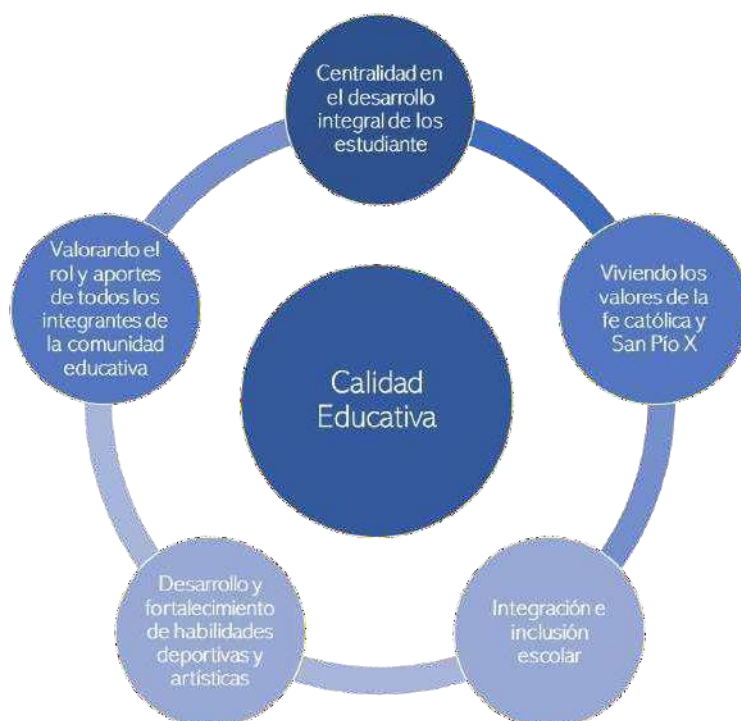 Centralidad en
el desarrollo
integral de los
estudiante
Viviendo los
valores de la
fe católica y
San Pío X
Integración e
inclusión
escolar
Desarrollo y
fortalecimiento
de habilidades
deportivas y
artísticas
Valorando el
rol y aportes
de todos los
integrantes de
la comunidad
educativa
Calidad
Educativa